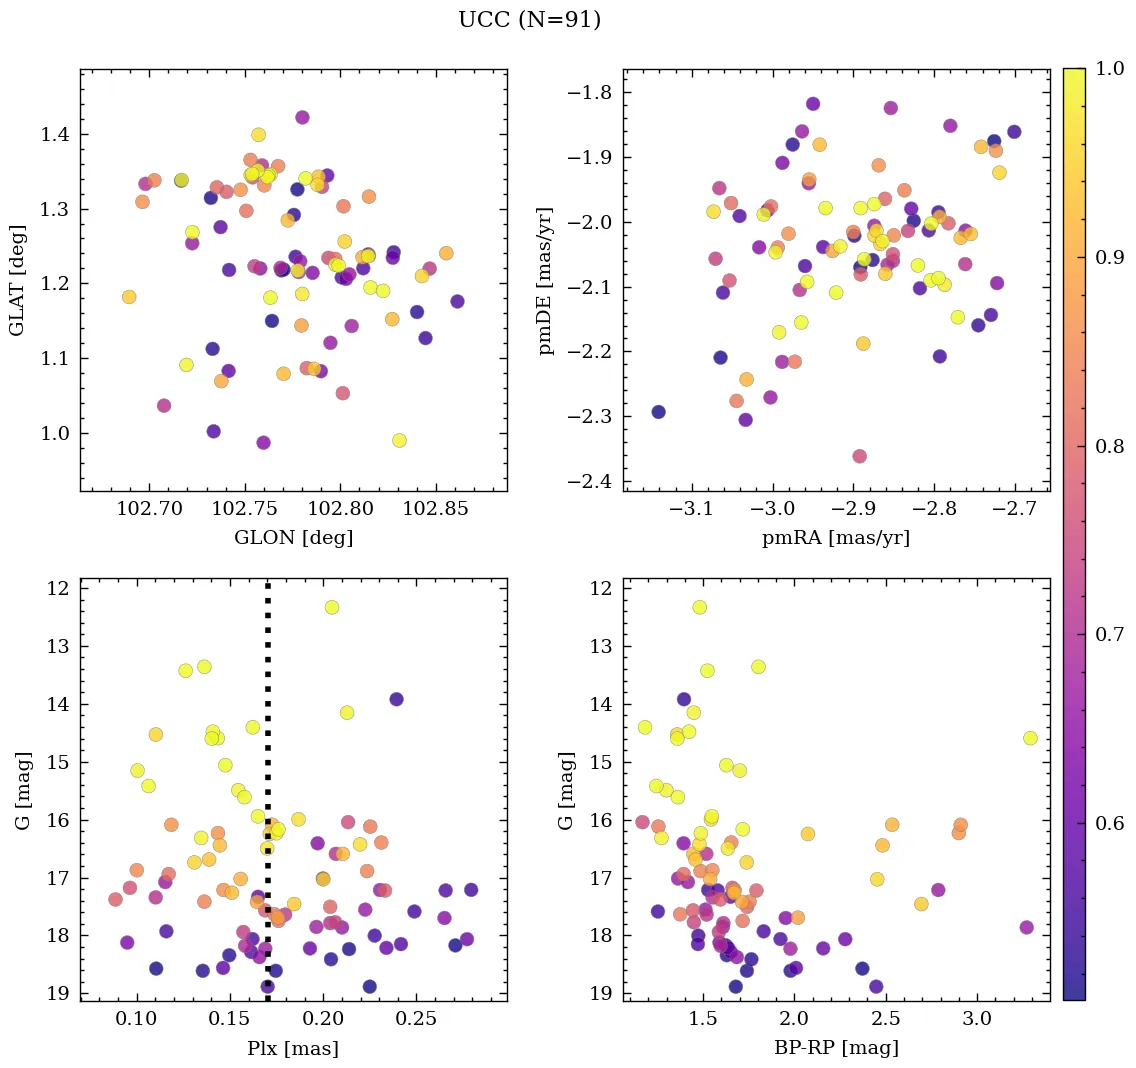 UCC (N=91)
1.4
1.3
1.2
1.1
1.0
GLAT [deg]
102.70 102.75 102.80 102.85
GLON [deg]
−1.8
−1.9
−2.0
−2.1
−2.2
−2.3
−2.4
pmDE [mas/yr]
−3.1 −3.0 −2.9 −2.8 −2.7
pmRA [mas/yr]
1.0
0.9
0.8
0.7
0.6
12
13
14
15
16
17
18
19
G [mag]
0.10 0.15 0.20 0.25
Plx [mas]
12
13
14
15
16
17
18
19
G [mag]
1.5 2.0 2.5 3.0
BP-RP [mag]